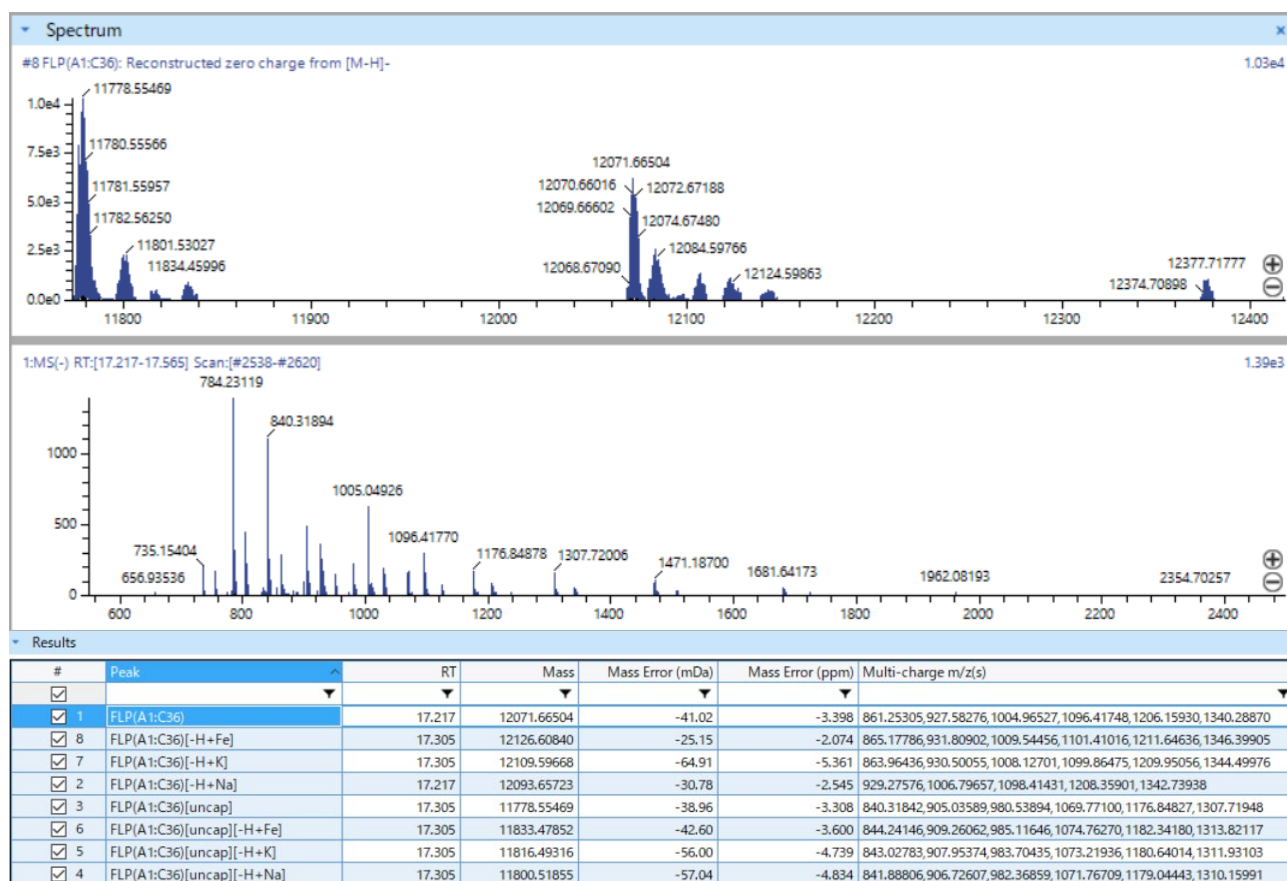 Spectrum
#8 FLP(A1:C36): Reconstructed zero charge from [M-H]- 1.03e4
11778.55469
1.0e4
11780.55566
7.5e3
12071.66504
11781.55957
12070.66016 12072.67188
5.0e3
12069.66602
11782.56250
12074.67480
11801.53027
2.5e3
12084.59766
11834.45996
12068.67090
12124.59863
12377.71777
12374.70898
0.0e0
11800 11900 12000 12100 12200 12300 12400
1:MS(-) RT:[17.217-17.565] Scan:[#2538-#2620] 1.39e3
784.23119
840.31894
1000
1005.04926
500
1096.41770
735.15404
1176.84878
1307.72006
1471.18700
656.93536
1681.64173
1962.08193
2354.70257
0
600 800 1000 1200 1400 1600 1800 2000 2200 2400
Results
# Peak RT Mass Mass Error (mDa) Mass Error (ppm) Multi-charge m/z(s)
1 FLP(A1:C36) 17.217 12071.66504 -41.02 -3.398 861.25305,927.58276,1004.96527,1096.41748,1206.15930,1340.28870
8 FLP(A1:C36)[-H+Fe] 17.305 12126.60840 -25.15 -2.074 865.17786,931.80902,1009.54456,1101.41016,1211.64636,1346.39905
7 FLP(A1:C36)[-H+K] 17.305 12109.59668 -64.91 -5.361 863.96436,930.50055,1008.12701,1099.86475,1209.95056,1344.49976
2 FLP(A1:C36)[-H+Na] 17.217 12093.65723 -30.78 -2.545 929.27576,1006.79657,1098.41431,1208.35901,1342.73938
3 FLP(A1:C36)[uncap] 17.305 11778.55469 -38.96 -3.308 840.31842,905.03589,980.53894,1069.77100,1176.84827,1307.71948
6 FLP(A1:C36)[uncap][-H+Fe] 17.305 11833.47852 -42.60 -3.600 844.24146,909.26062,985.11646,1074.76270,1182.34180,1313.82117
5 FLP(A1:C36)[uncap][-H+K] 17.305 11816.49316 -56.00 -4.739 843.02783,907.95374,983.70435,1073.21936,1180.64014,1311.93103
4 FLP(A1:C36)[uncap][-H+Na] 17.305 11800.51855 -57.04 -4.834 841.88806,906.72607,982.36859,1071.76709,1179.04443,1310.15991